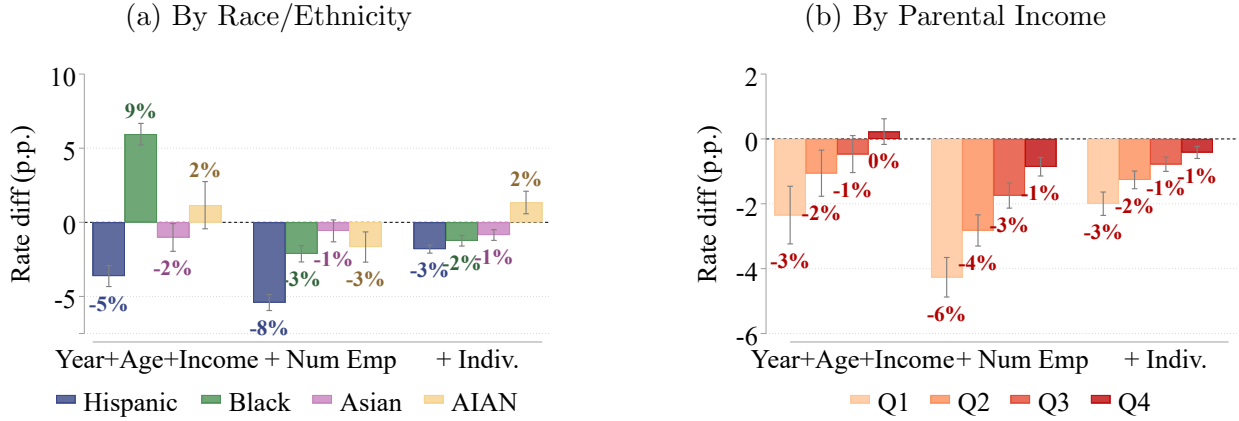 (a) By Race/Ethnicity
Rate diff (p.p.)
10
5
0
-5
-5%
9%
-2%
2%
-8%
-3%
-1%
-3%
-3%
-2%
-1%
2%
Year+Age+Income
+ Num Emp
+ Indiv.
Hispanic
Black
Asian
AIAN
(b) By Parental Income
Rate diff (p.p.)
2
0
-2
-4
-6
-3%
-2%
-1%
0%
-6%
-4%
-3%
-1%
-3%
-2%
-1%
-1%
Year+Age+Income
+ Num Emp
+ Indiv.
Q1
Q2
Q3
Q4